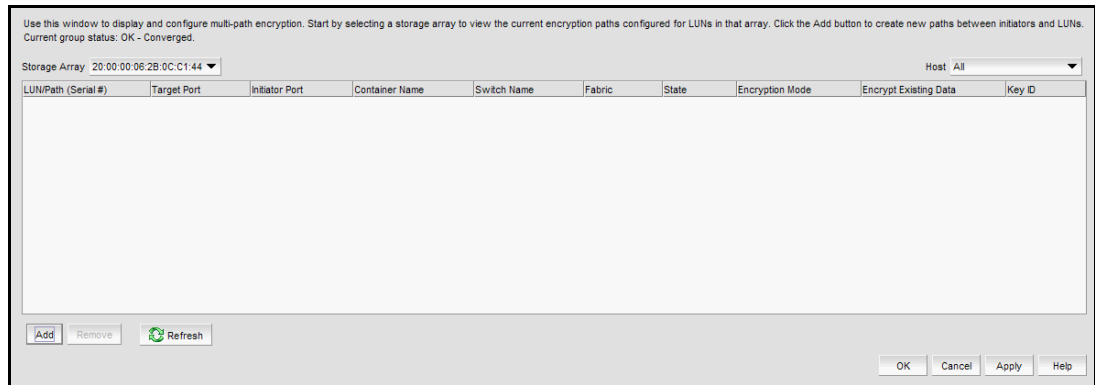 Use this window to display and configure multi-path encryption. Start by selecting a storage array to view the current encryption paths configured for LUNs in that array. Click the Add button to create new paths between initiators and LUNs.
Current group status: OK - Converged.
Storage Array 20:00:00:06:2B:0C:C1:44 Host All
LUN/Path (Serial #) Target Port Initiator Port Container Name Switch Name Fabric State Encryption Mode Encrypt Existing Data Key ID
Add Remove Refresh
OK Cancel Apply Help